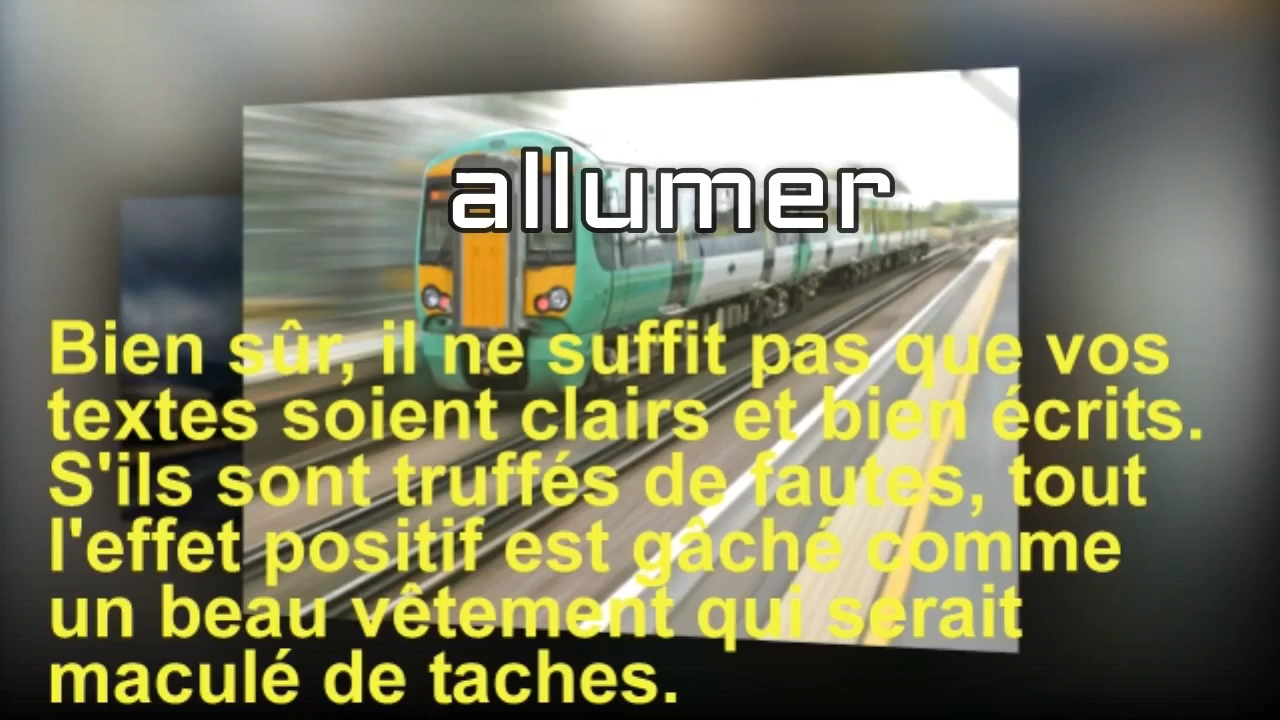 allumer
Bien sûr, il ne suffit pas que vos
textes soient clairs et bien écrits.
S'ils sont truffés de fautes, tout
l'effet positif est gâché comme
un beau vêtement qui serait
maculé de taches.